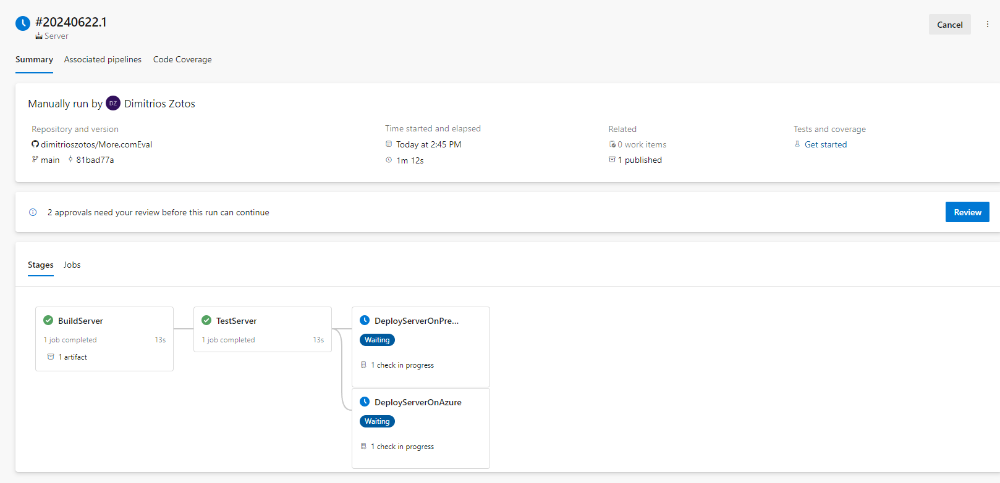 #20240622.1
Server
Cancel
Summary Associated pipelines Code Coverage
Manually run by DZ Dimitrios Zotos
Repository and version
dimitrioszotos/More.comEval
main 81bad77a
Time started and elapsed
Today at 2:45 PM
1m 12s
Related
0 work items
1 published
Tests and coverage
Get started
2 approvals need your review before this run can continue
Review
Stages Jobs
BuildServer
1 job completed 13s
1 artifact
TestServer
1 job completed 13s
DeployServerOnPre...
Waiting
1 check in progress
DeployServerOnAzure
Waiting
1 check in progress